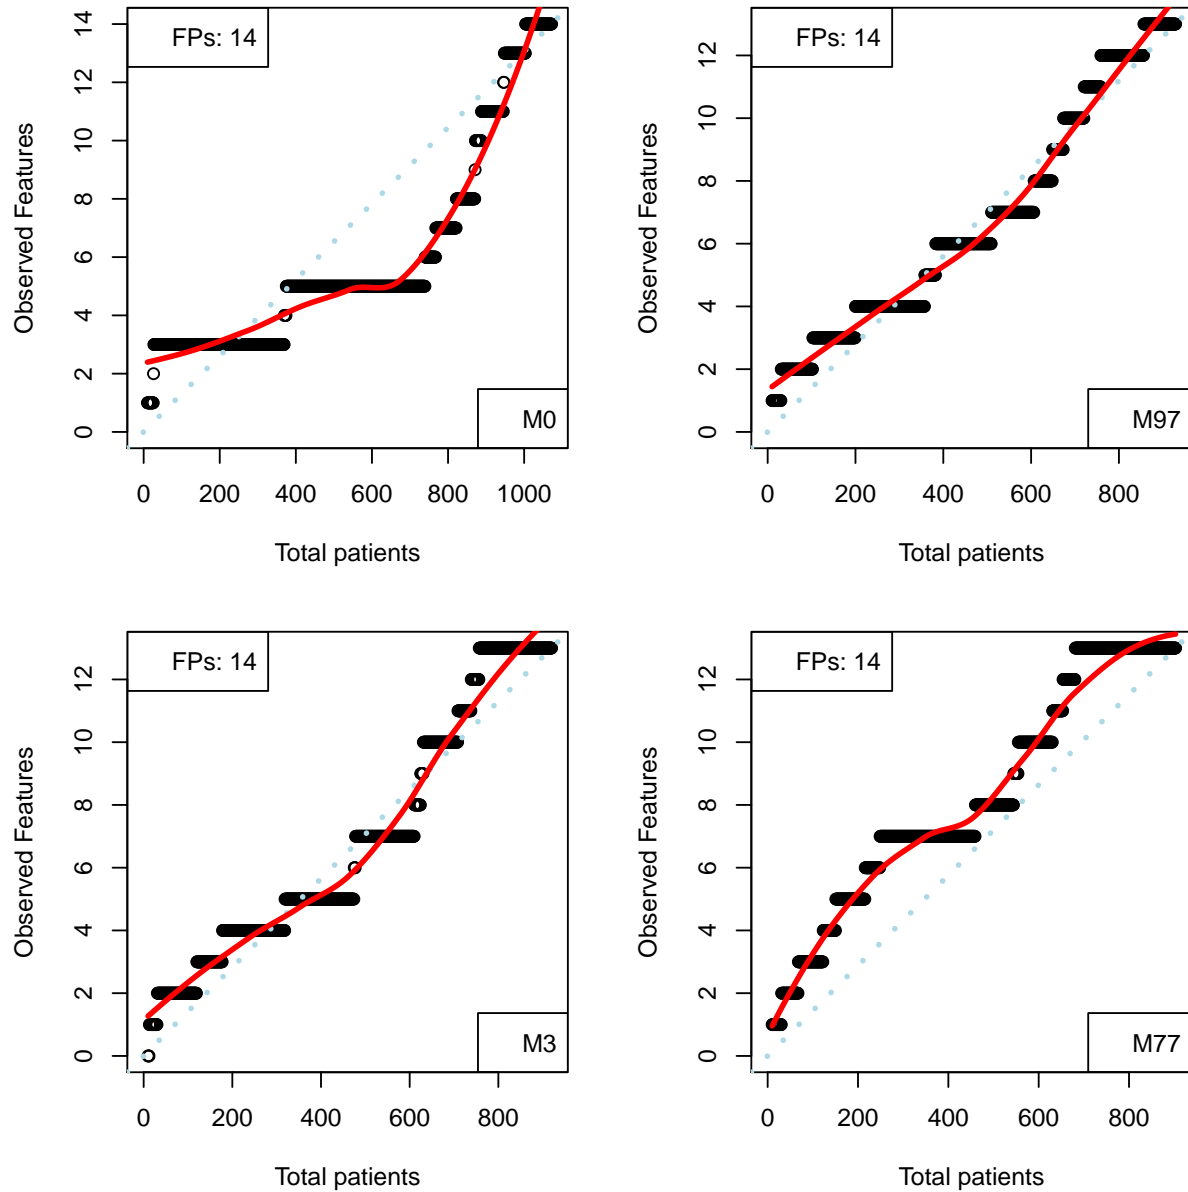 FPs: 14
Observed Features
0 2 4 6 8 10 12 14
M0
0 200 400 600 800 1000
Total patients
FPs: 14
Observed Features
0 2 4 6 8 10 12
M97
0 200 400 600 800
Total patients
FPs: 14
Observed Features
0 2 4 6 8 10 12
M3
0 200 400 600 800
Total patients
FPs: 14
Observed Features
0 2 4 6 8 10 12
M77
0 200 400 600 800
Total patients